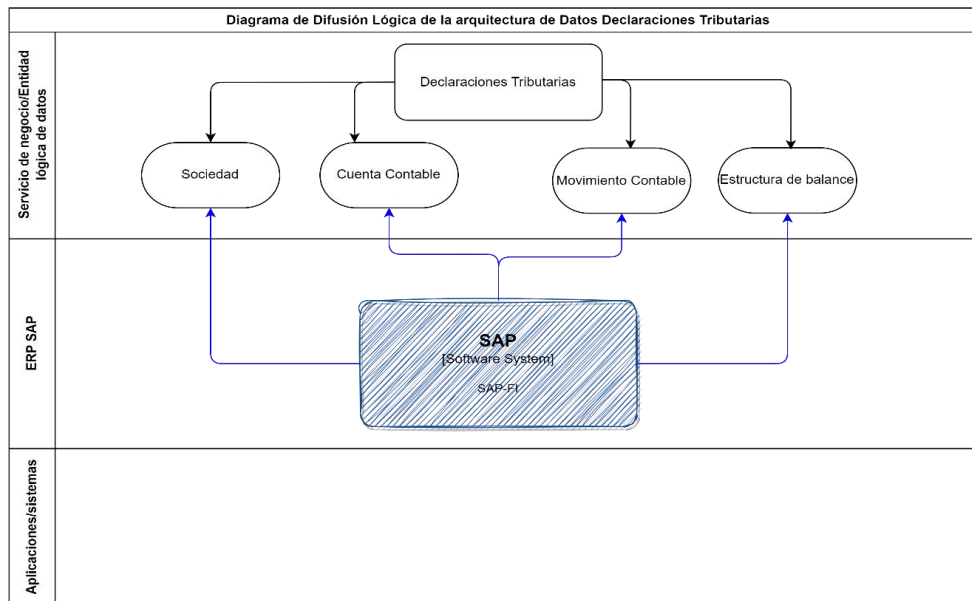 Diagrama de Difusión Lógica de la arquitectura de Datos Declaraciones Tributarias
Servicio de negocio/Entidad
lógica de datos
Declaraciones Tributarias
Sociedad
Cuenta Contable
Movimiento Contable
Estructura de balance
ERP SAP
SAP
[Software System]
SAP-FI
Aplicaciones/sistemas